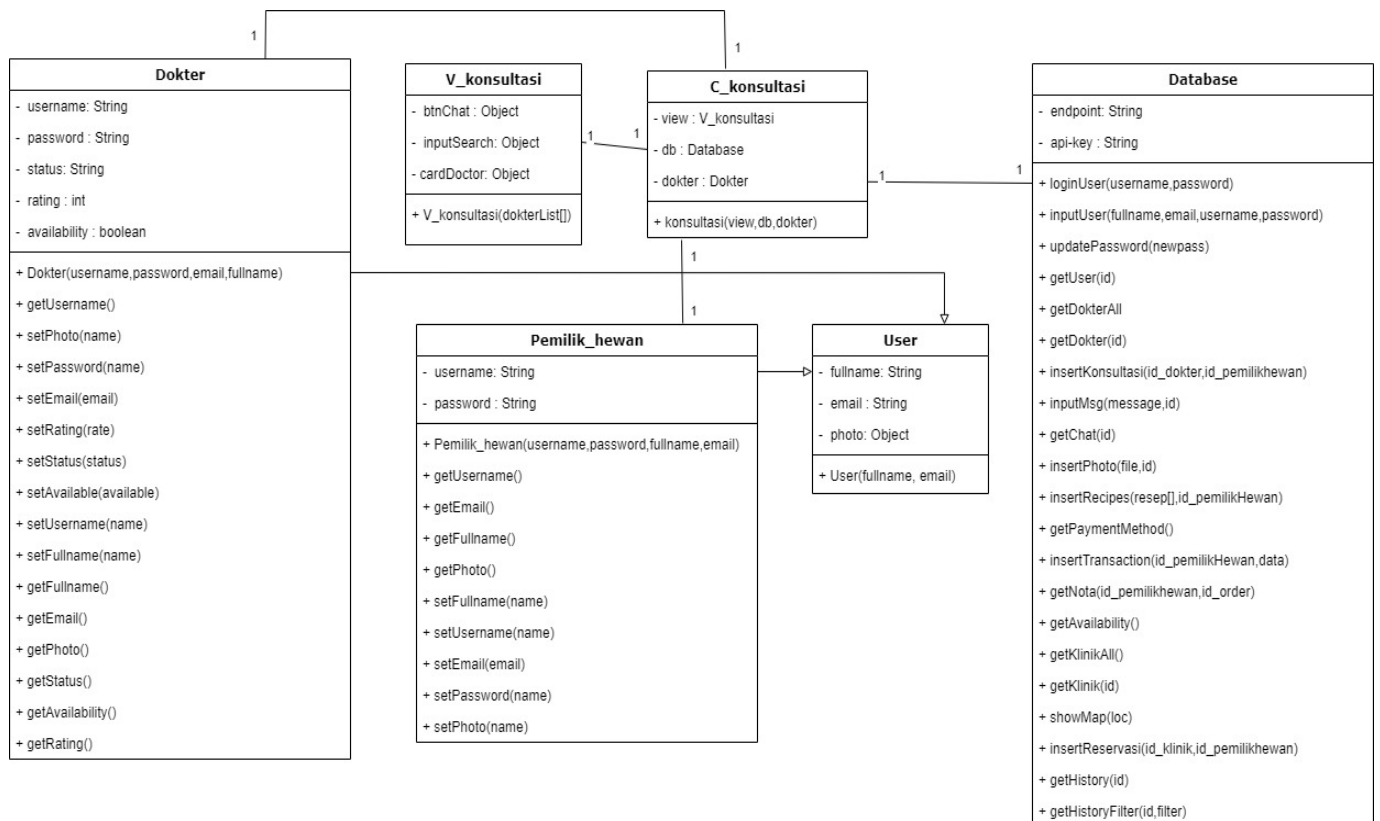 1
1
Dokter
- username: String
- password : String
- status: String
- rating : int
- availability : boolean
+ Dokter(username,password,email,fullname)
+ getUsername()
+ setPhoto(name)
+ setPassword(name)
+ setEmail(email)
+ setRating(rate)
+ setStatus(status)
+ setAvailable(available)
+ setUsername(name)
+ setFullname(name)
+ getFullname()
+ getEmail()
+ getPhoto()
+ getStatus()
+ getAvailability()
+ getRating()
V_konsultasi
- btnChat : Object
- inputSearch: Object
- cardDoctor: Object
+ V_konsultasi(dokterList[])
1
1
C_konsultasi
- view : V_konsultasi
- db : Database
- dokter : Dokter
+ konsultasi(view,db,dokter)
1
1
1
1
Pemilik_hewan
- username: String
- password : String
+ Pemilik_hewan(username,password,fullname,email)
+ getUsername()
+ getEmail()
+ getFullname()
+ getPhoto()
+ setFullname(name)
+ setUsername(name)
+ setEmail(email)
+ setPassword(name)
+ setPhoto(name)
User
- fullname: String
- email : String
- photo: Object
+ User(fullname, email)
Database
- endpoint: String
- api-key : String
+ loginUser(username,password)
+ inputUser(fullname,email,username,password)
+ updatePassword(newpass)
+ getUser(id)
+ getDokterAll
+ getDokter(id)
+ insertKonsultasi(id_dokter,id_pemilikhewan)
+ inputMsg(message,id)
+ getChat(id)
+ insertPhoto(file,id)
+ insertRecipes(resep[],id_pemilikHewan)
+ getPaymentMethod()
+ insertTransaction(id_pemilikHewan,data)
+ getNota(id_pemilikhewan,id_order)
+ getAvailability()
+ getKlinikAll()
+ getKlinik(id)
+ showMap(loc)
+ insertReservasi(id_klinik,id_pemilikhewan)
+ getHistory(id)
+ getHistoryFilter(id,filter)